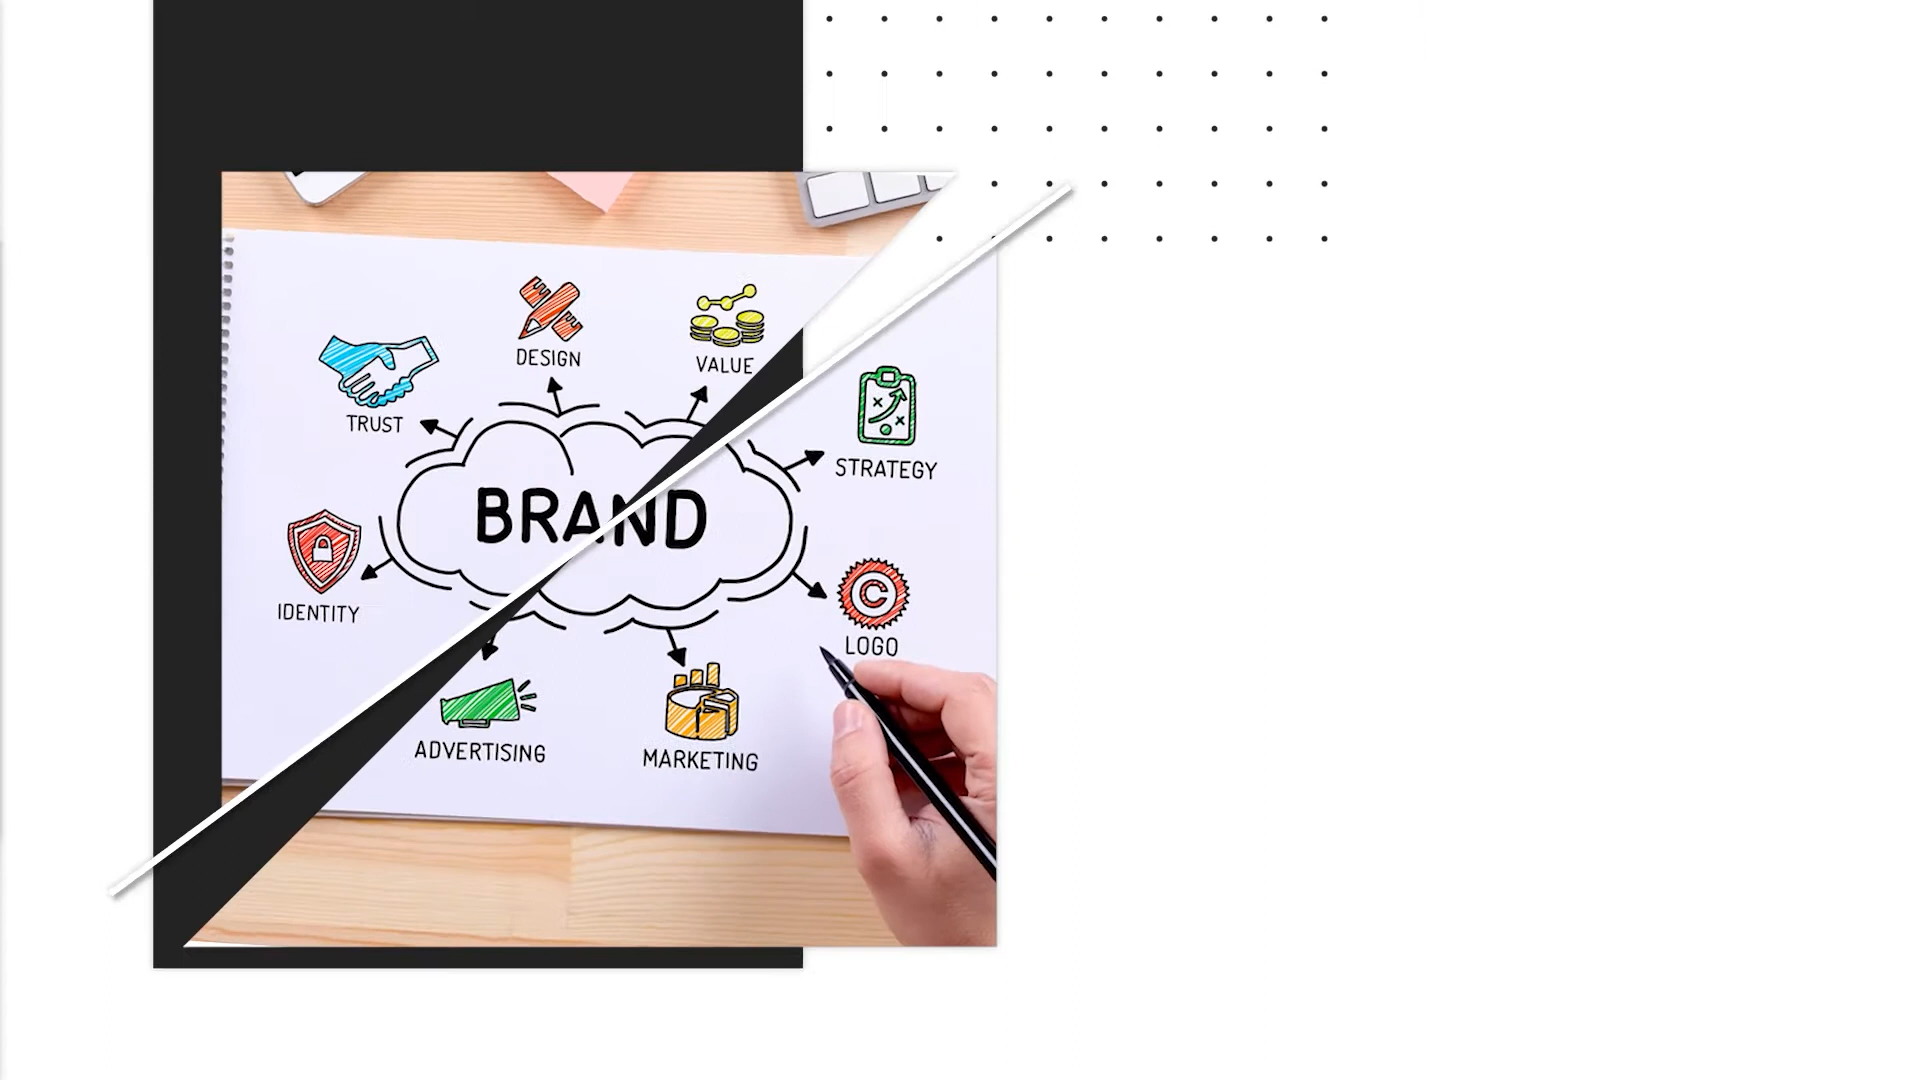 DESIGN
VALUE
TRUST
STRATEGY
BRAND
IDENTITY
LOGO
C
ADVERTISING
MARKETING